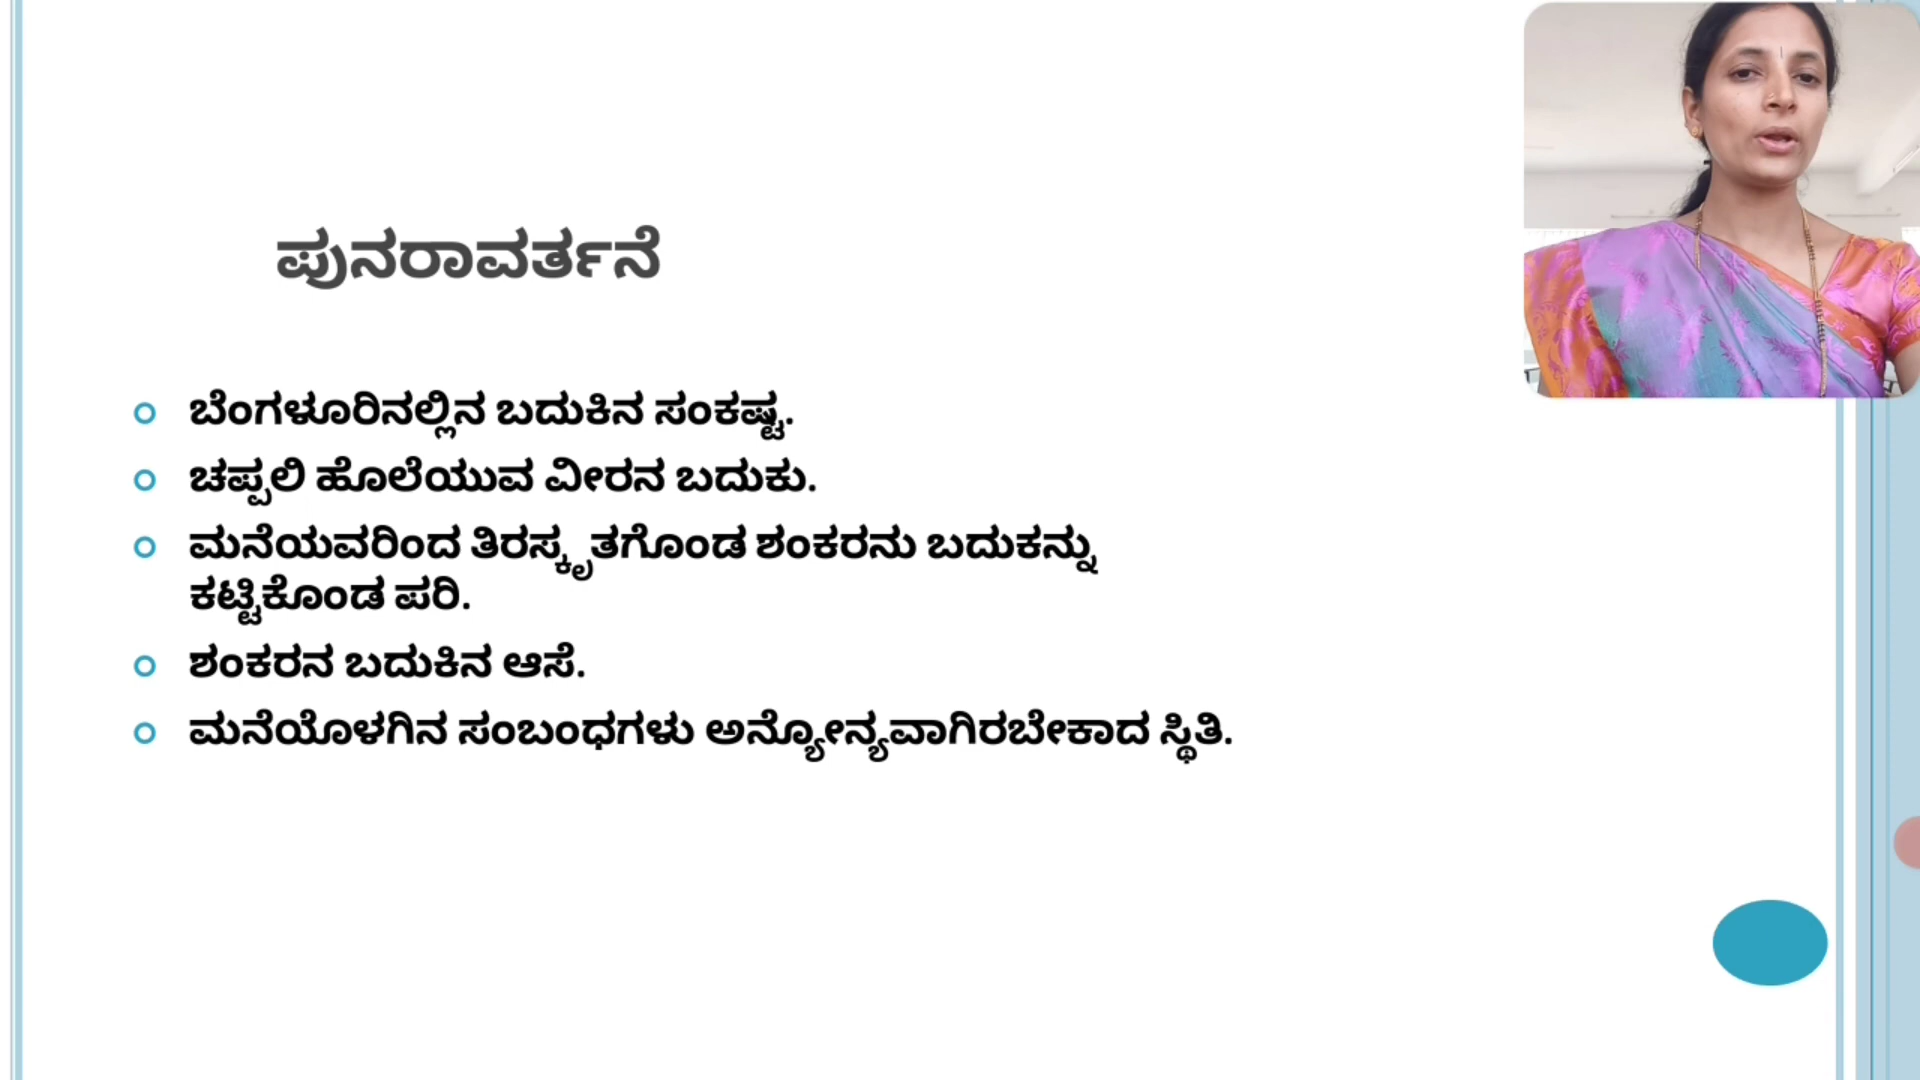 ಪುನರಾವರ್ತನೆ
ಬೆಂಗಳೂರಿನಲ್ಲಿನ ಬದುಕಿನ ಸಂಕಷ್ಟ.
ಚಪ್ಪಲಿ ಹೊಲೆಯುವ ವೀರನ ಬದುಕು.
ಮನೆಯವರಿಂದ ತಿರಸ್ಕೃತಗೊಂಡ ಶಂಕರನು ಬದುಕನ್ನು
ಕಟ್ಟಿಕೊಂಡ ಪರಿ.
ಶಂಕರನ ಬದುಕಿನ ಆಸೆ.
ಮನೆಯೊಳಗಿನ ಸಂಬಂಧಗಳು ಅನ್ಯೋನ್ಯವಾಗಿರಬೇಕಾದ ಸ್ಥಿತಿ.